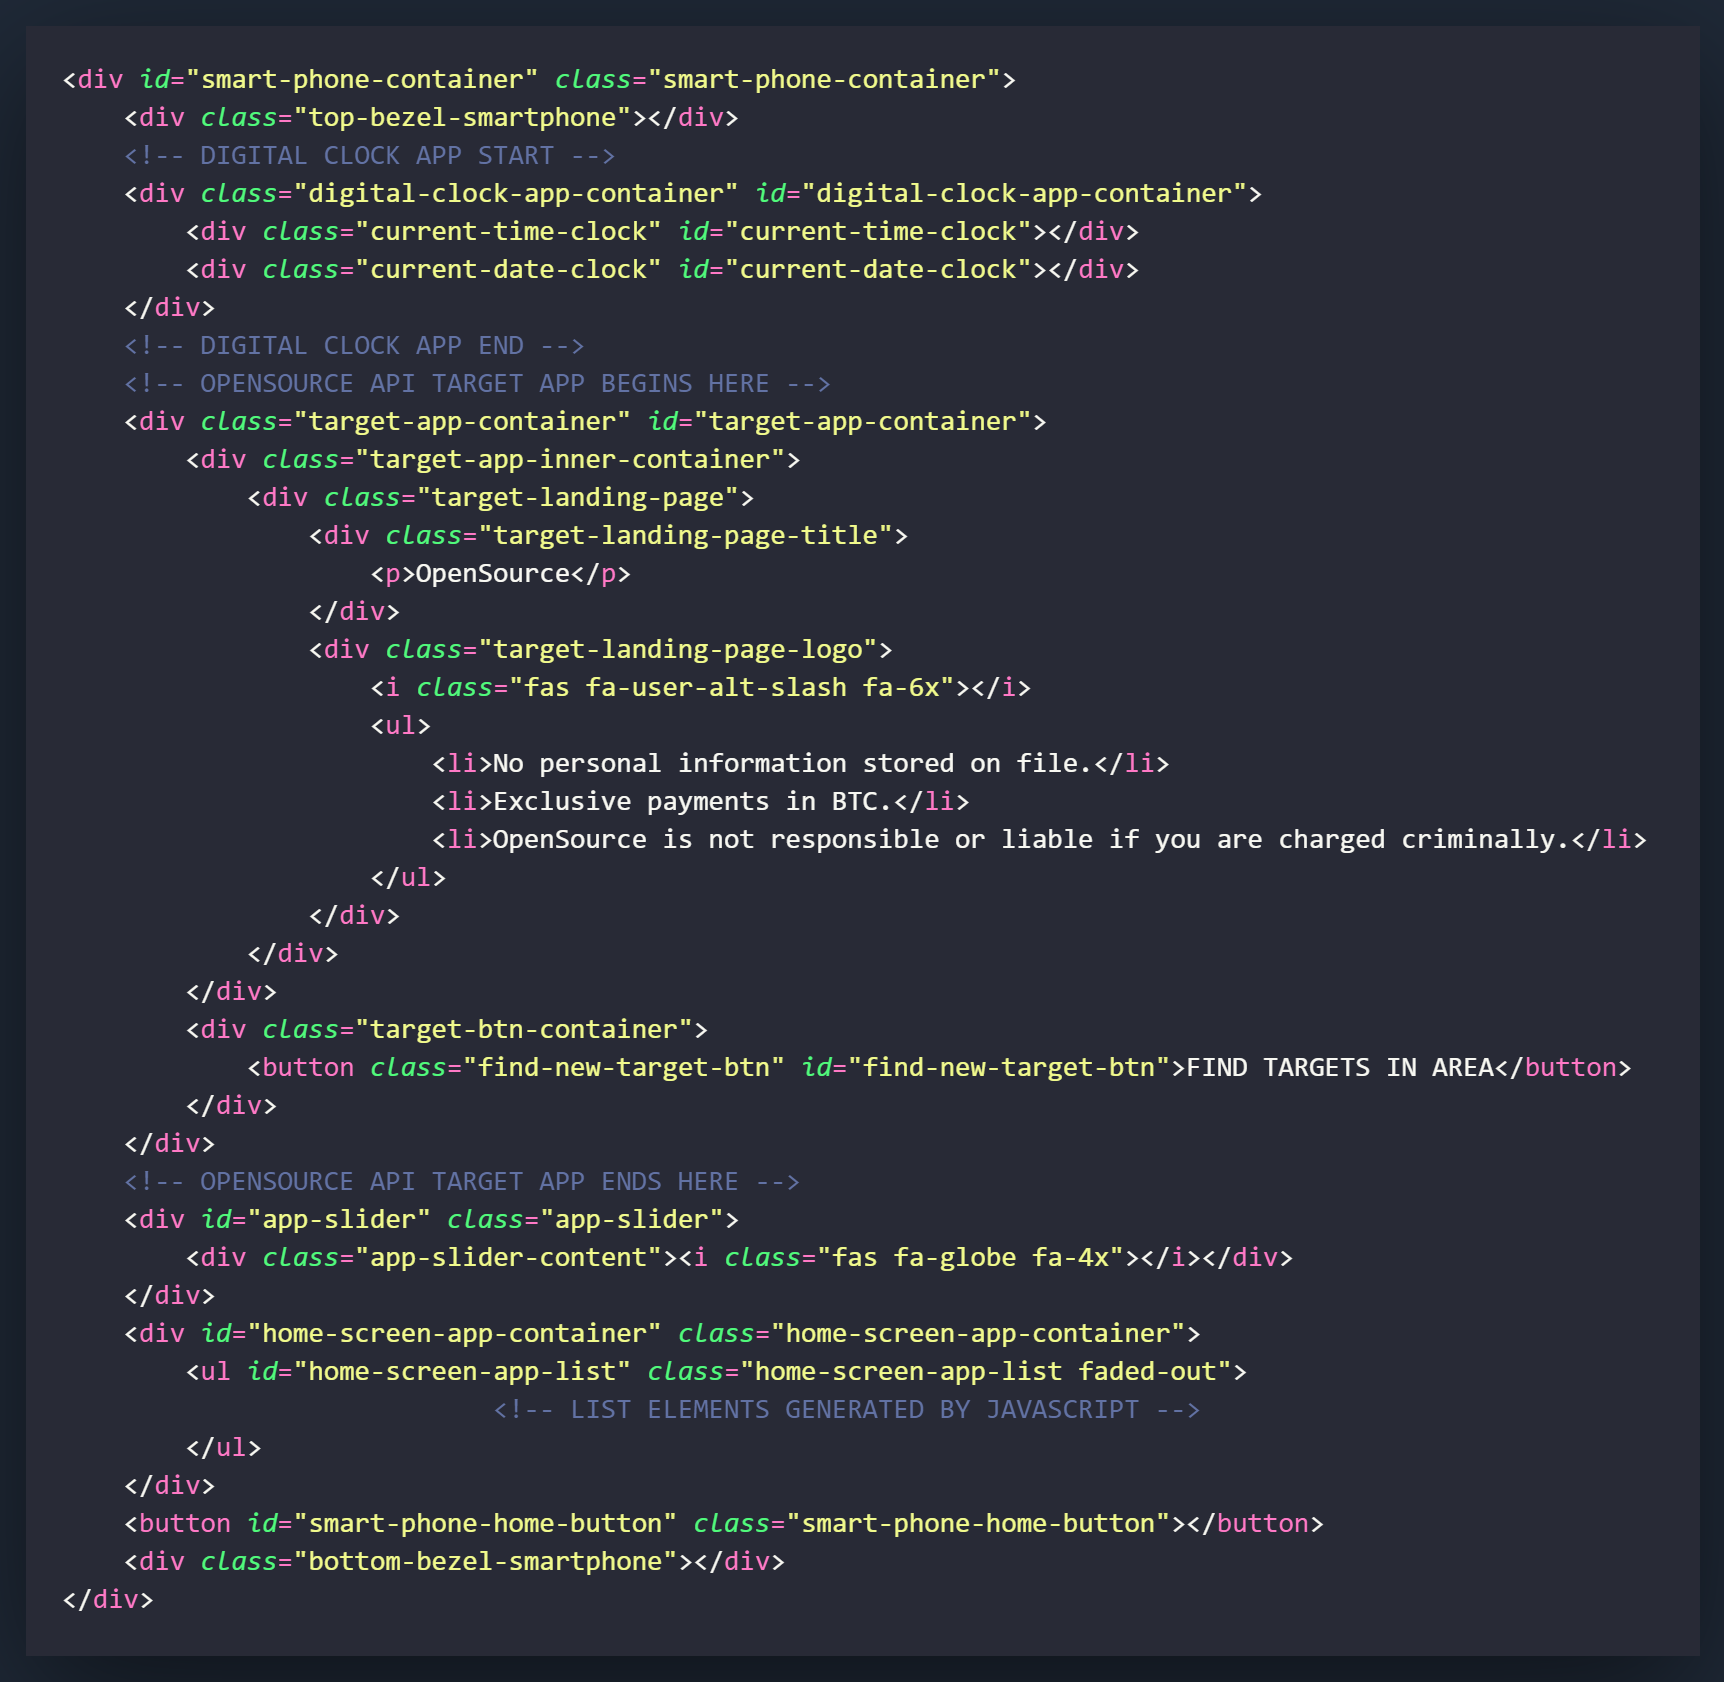 <div id="smart-phone-container" class="smart-phone-container">
    <div class="top-bezel-smartphone"></div>
    <!-- DIGITAL CLOCK APP START -->
    <div class="digital-clock-app-container" id="digital-clock-app-container">
        <div class="current-time-clock" id="current-time-clock"></div>
        <div class="current-date-clock" id="current-date-clock"></div>
    </div>
    <!-- DIGITAL CLOCK APP END -->
    <!-- OPENSOURCE API TARGET APP BEGINS HERE -->
    <div class="target-app-container" id="target-app-container">
        <div class="target-app-inner-container">
            <div class="target-landing-page">
                <div class="target-landing-page-title">
                    <p>OpenSource</p>
                </div>
                <div class="target-landing-page-logo">
                    <i class="fas fa-user-alt-slash fa-6x"></i>
                    <ul>
                        <li>No personal information stored on file.</li>
                        <li>Exclusive payments in BTC.</li>
                        <li>OpenSource is not responsible or liable if you are charged criminally.</li>
                    </ul>
                </div>
            </div>
        </div>
        <div class="target-btn-container">
            <button class="find-new-target-btn" id="find-new-target-btn">FIND TARGETS IN AREA</button>
        </div>
    </div>
    <!-- OPENSOURCE API TARGET APP ENDS HERE -->
    <div id="app-slider" class="app-slider">
        <div class="app-slider-content"><i class="fas fa-globe fa-4x"></i></div>
    </div>
    <div id="home-screen-app-container" class="home-screen-app-container">
        <ul id="home-screen-app-list" class="home-screen-app-list faded-out">
                            <!-- LIST ELEMENTS GENERATED BY JAVASCRIPT -->
        </ul>
    </div>
    <button id="smart-phone-home-button" class="smart-phone-home-button"></button>
    <div class="bottom-bezel-smartphone"></div>
</div>